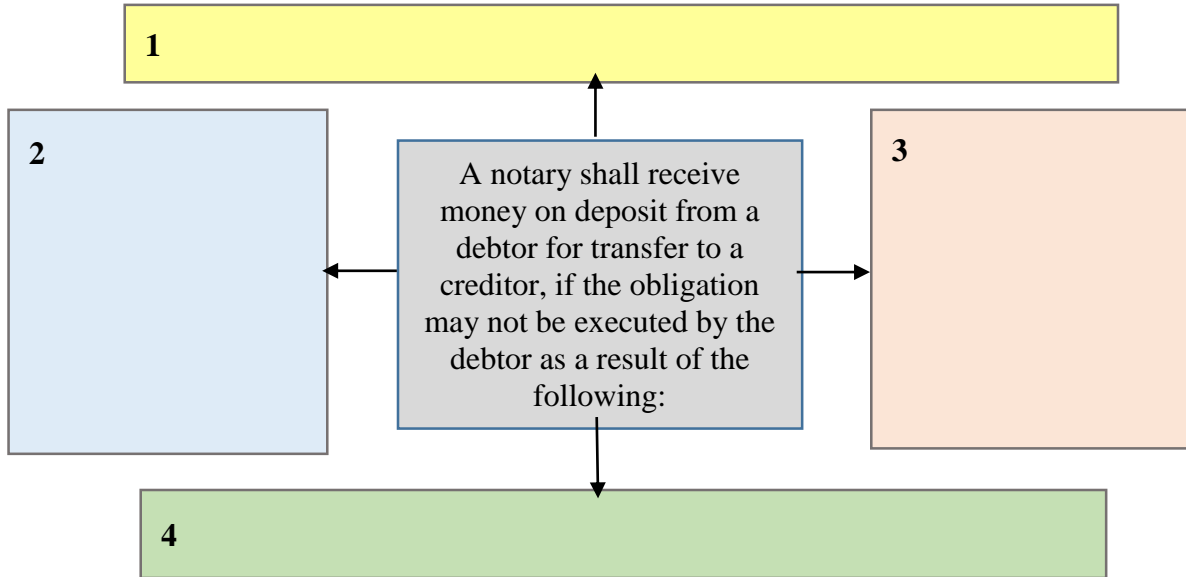 1
2
A notary shall receive
money on deposit from a
debtor for transfer to a
creditor, if the obligation
may not be executed by the
debtor as a result of the
following:
3
4